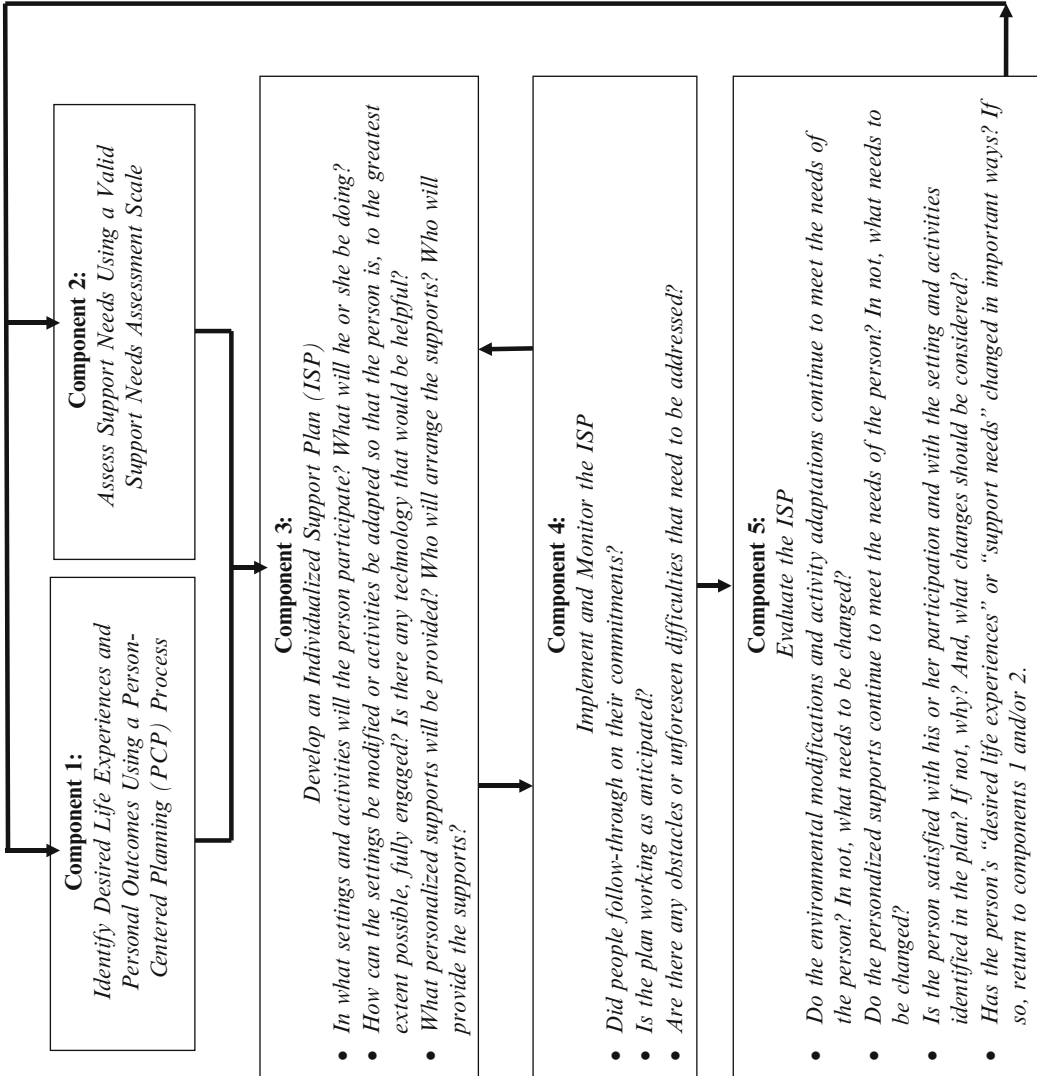 Component 1:
Identify Desired Life Experiences and
Personal Outcomes Using a Person-
Centered Planning (PCP) Process
Component 2:
Assess Support Needs Using a Valid
Support Needs Assessment Scale
Component 3:
Develop an Individualized Support Plan (ISP)
• In what settings and activities will the person participate? What will he or she be doing?
• How can the settings be modified or activities be adapted so that the person is, to the greatest
extent possible, fully engaged? Is there any technology that would be helpful?
• What personalized supports will be provided? Who will arrange the supports? Who will
provide the supports?
Component 4:
Implement and Monitor the ISP
• Did people follow-through on their commitments?
• Is the plan working as anticipated?
• Are there any obstacles or unforeseen difficulties that need to be addressed?
Component 5:
Evaluate the ISP
• Do the environmental modifications and activity adaptations continue to meet the needs of
the person? In not, what needs to be changed?
• Do the personalized supports continue to meet the needs of the person? In not, what needs to
be changed?
• Is the person satisfied with his or her participation and with the setting and activities
identified in the plan? If not, why? And, what changes should be considered?
• Has the person's “desired life experiences” or “support needs” changed in important ways? If
so, return to components 1 and/or 2.